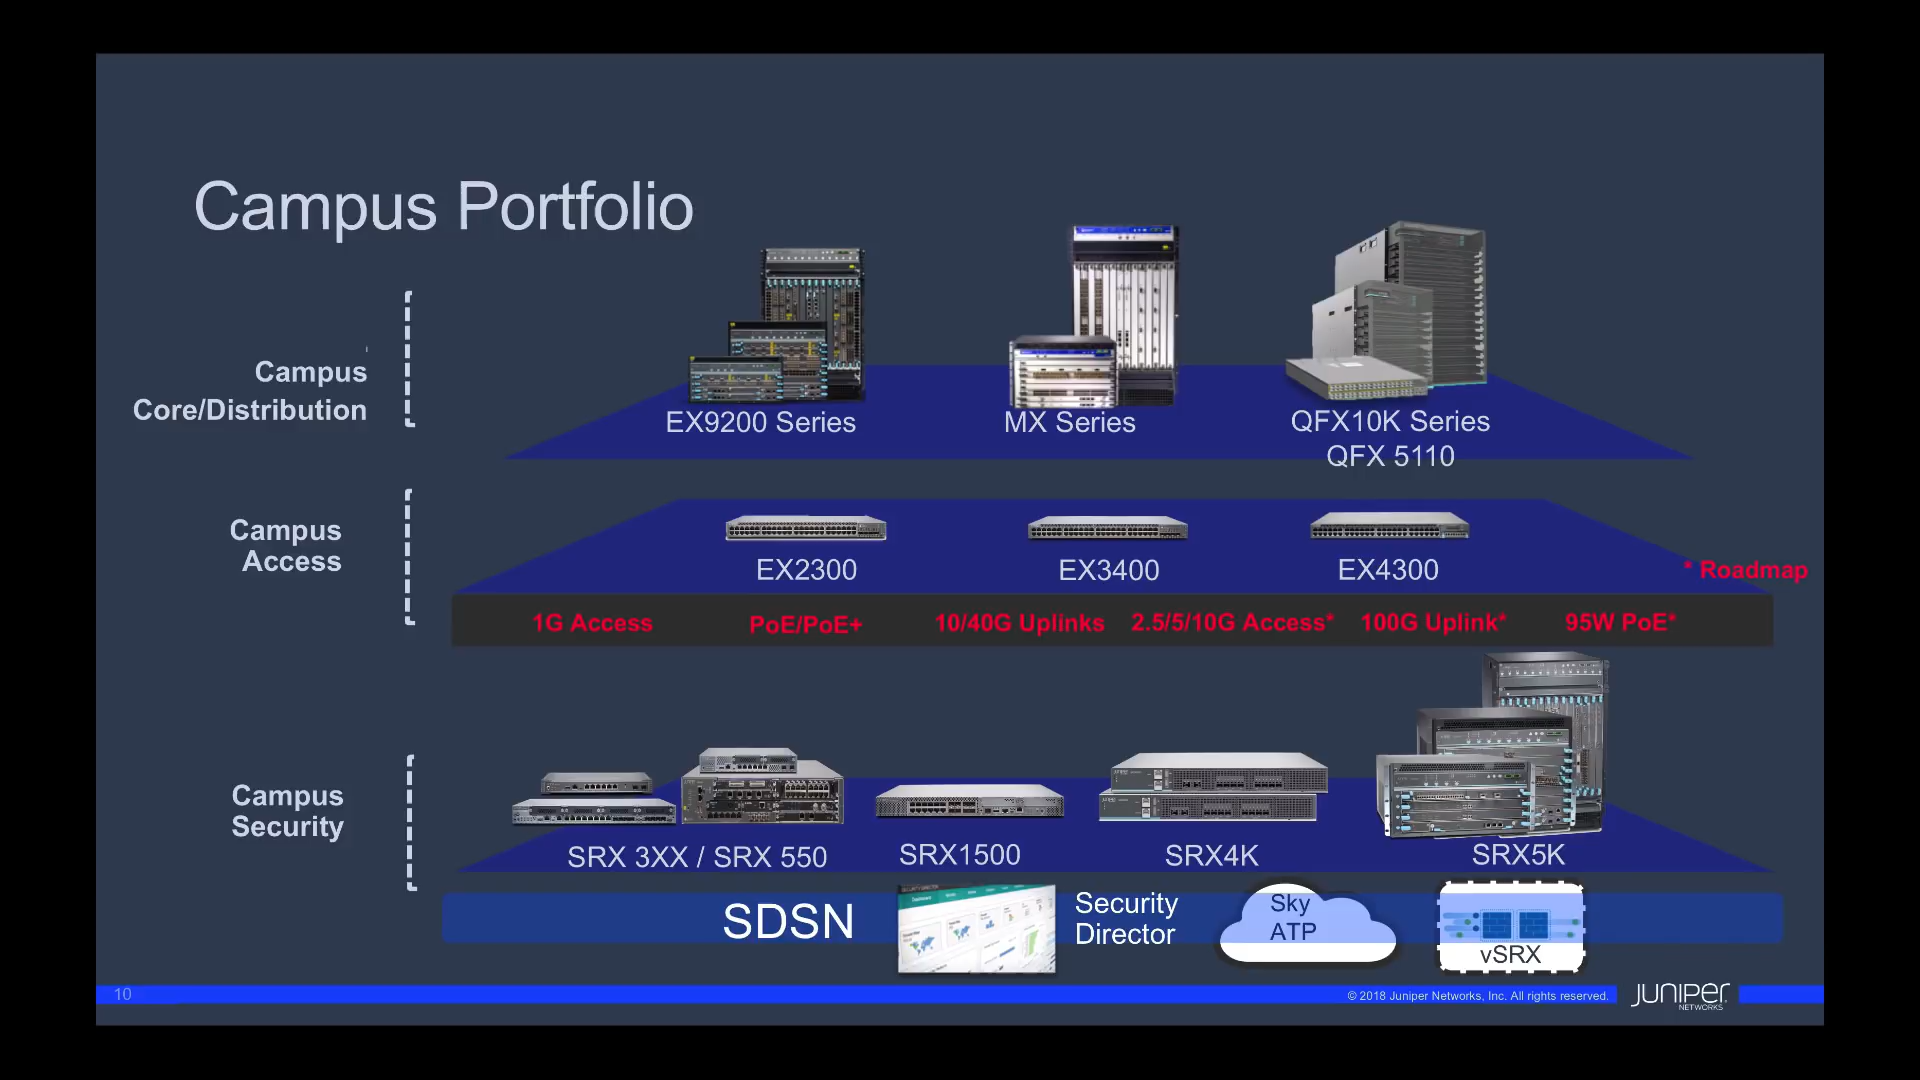 Campus Portfolio
Campus
Core/Distribution
EX9200 Series
MX Series
QFX10K Series
QFX 5110
Campus
Access
EX2300
EX3400
EX4300
* Roadmap
1G Access
PoE/PoE+
10/40G Uplinks
2.5/5/10G Access*
100G Uplink*
95W PoE*
Campus
Security
SRX 3XX / SRX 550
SRX1500
SRX4K
SRX5K
SDSN
Security
Director
Sky
ATP
vSRX
10
© 2018 Juniper Networks, Inc. All rights reserved.
JUNIPER
NETWORKS